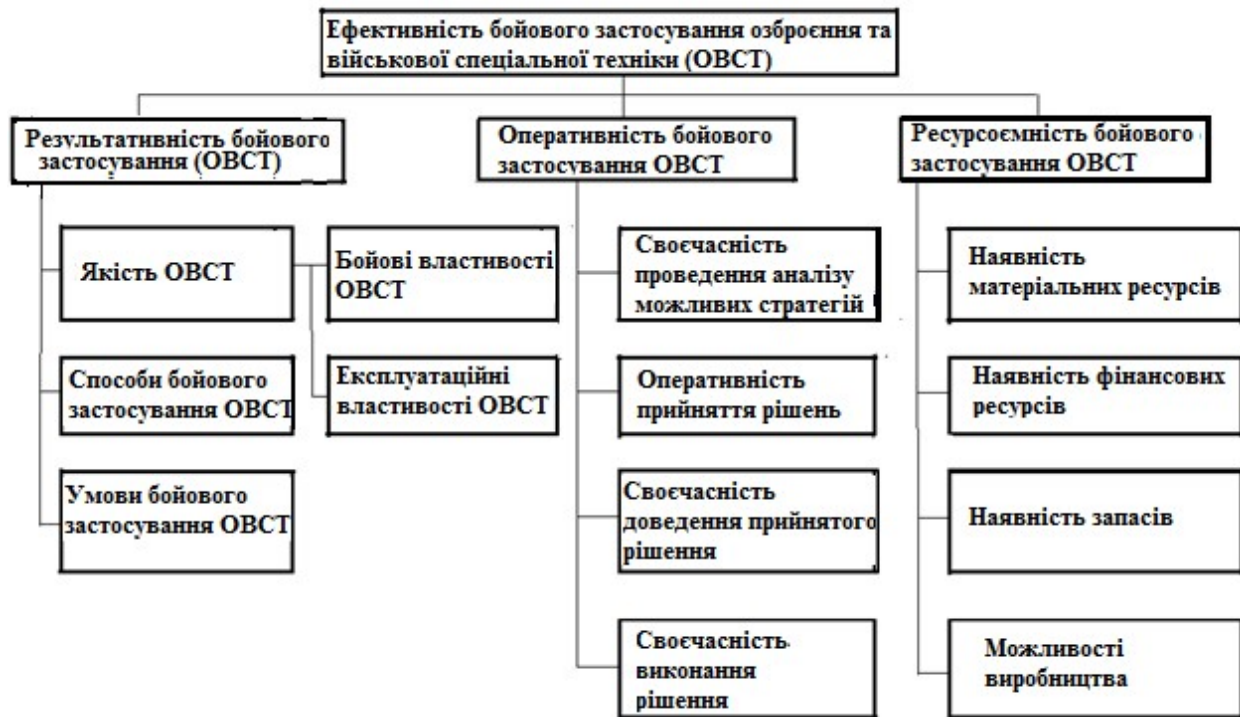 Ефективність бойового застосування озброєння та
військової спеціальної техніки (ОВСТ)
Результативність бойового
застосування (ОВСТ)
Оперативність бойового
застосування ОВСТ
Ресурсоємність бойового
застосування ОВСТ
Якість ОВСТ
Бойові властивості
ОВСТ
Способи бойового
застосування ОВСТ
Експлуатаційні
властивості ОВСТ
Умови бойового
застосування ОВСТ
Своєчасність
проведення аналізу
можливих стратегій
Оперативність
прийняття рішень
Своєчасність
доведення прийнятого
рішення
Своєчасність
виконання
рішення
Наявність
матеріальних ресурсів
Наявність фінансових
ресурсів
Наявність запасів
Можливості
виробництва